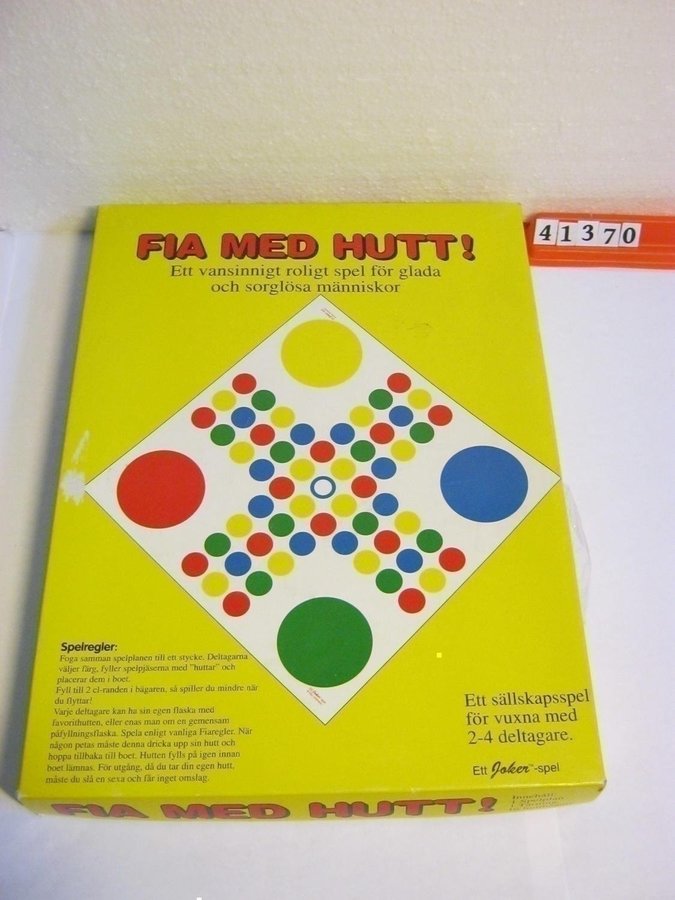 41370
FIA MED HUTT!
Ett vansinnigt roligt spel för glada
och sorglösa människor
Spelregler:
Foga samman spelplanen till ett stycke. Deltagarna
väljer färg, fyller spelpjäserna med "huttar" och
placerar dem i boet.
Fyll till 2 cl-randen i bägaren, så spiller du mindre när
du flyttar!
Varje deltagare kan ha sin egen flaska med
favorithutten, eller enas man om en gemensam
påfyllningsflaska. Spela enligt vanliga Fiaregler. När
någon petas måste denna dricka upp sin hutt och
hoppa tillbaka till boet. Hutten fylls på igen innan
boet lämnas. För utgång, då du tar din egen hutt,
måste du slå en sexa och får inget omslag.
Ett sällskapsspel
för vuxna med
2-4 deltagare.
Ett Joker™-spel
FIA MED HUTT!
Innehåll:
1 Spelplan